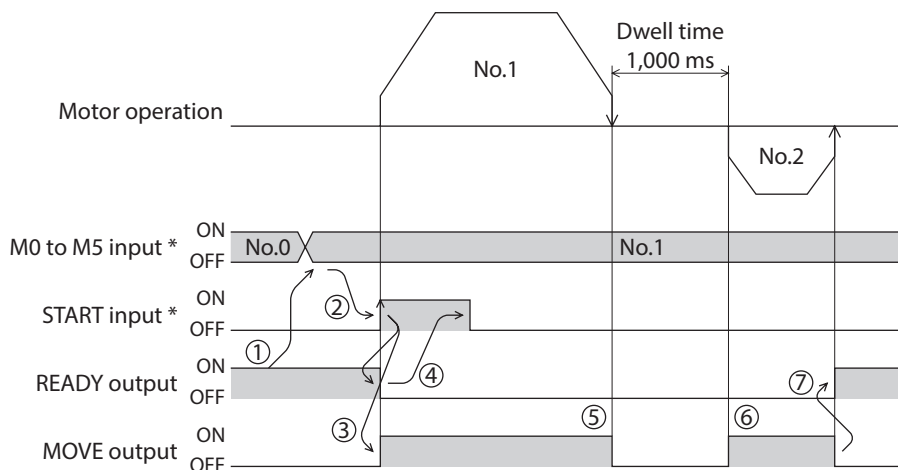 Dwell time
1,000 ms
No.1
Motor operation
No.2
M0 to M5 input *
ON
OFF
No.0
No.1
START input *
ON
OFF
②
①
READY output
ON
OFF
④
⑦
③
⑤
⑥
MOVE output
ON
OFF